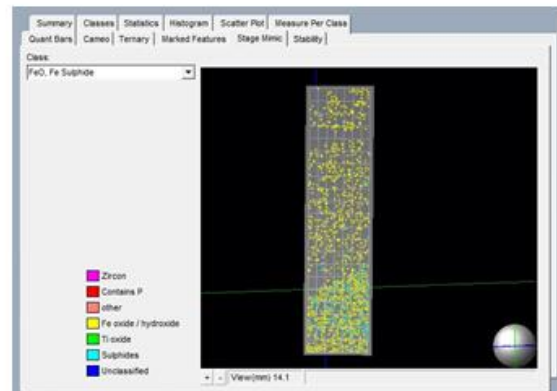 Summary Classes Statistics Histogram Scatter Plot Measure Per Class
Quant Bars Cameo Ternary Marked Features Stage Mimic Stability
Class:
FeO, Fe Sulphide
Zircon
Contains P
other
Fe oxide / hydroxide
Ti oxide
Sulphides
Unclassified
+ - View(mm) 14.1